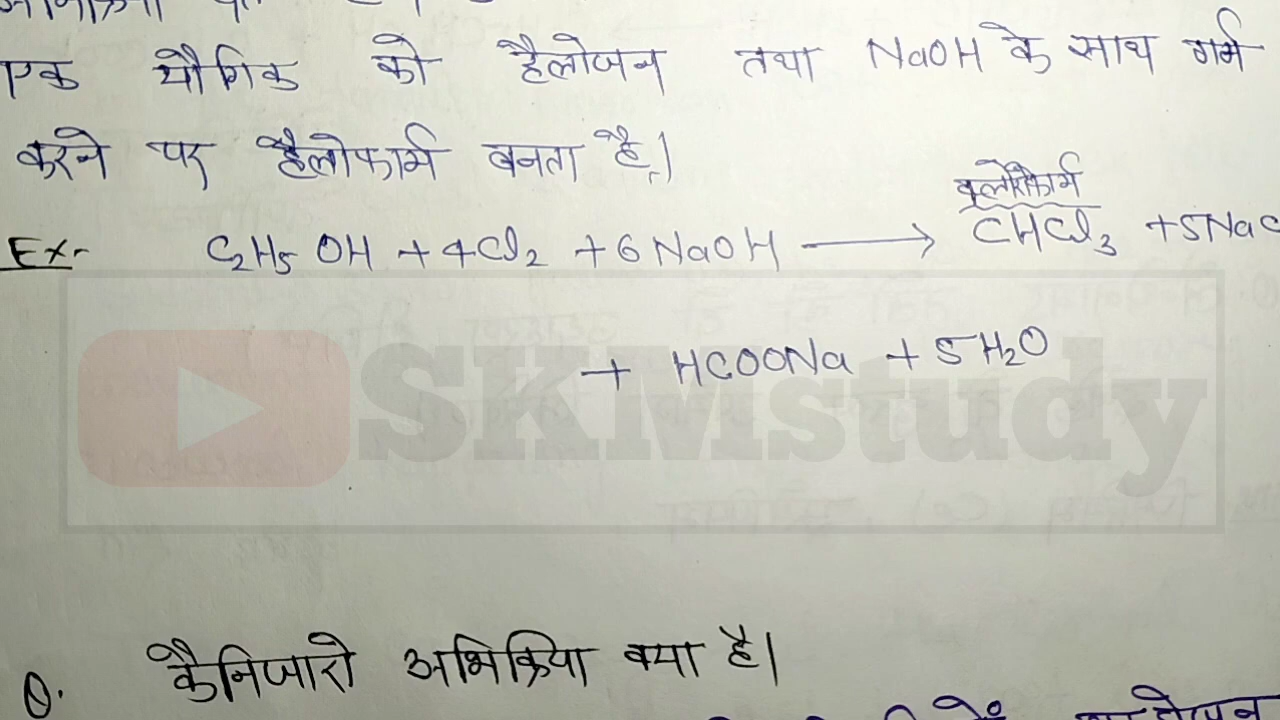 एक यौगिक को हैलोजन तथा NaOH के साथ गर्म
करने पर हैलोफार्म बनता है।
क्लोरोफार्म
Ex- C₂H₅OH + 4Cl₂ + 6NaOH ⟶ CHCl₃ + 5NaC
+ HCOONa + 5H₂O
SKMstudy
Q. कैनिजारो अभिक्रिया क्या है।